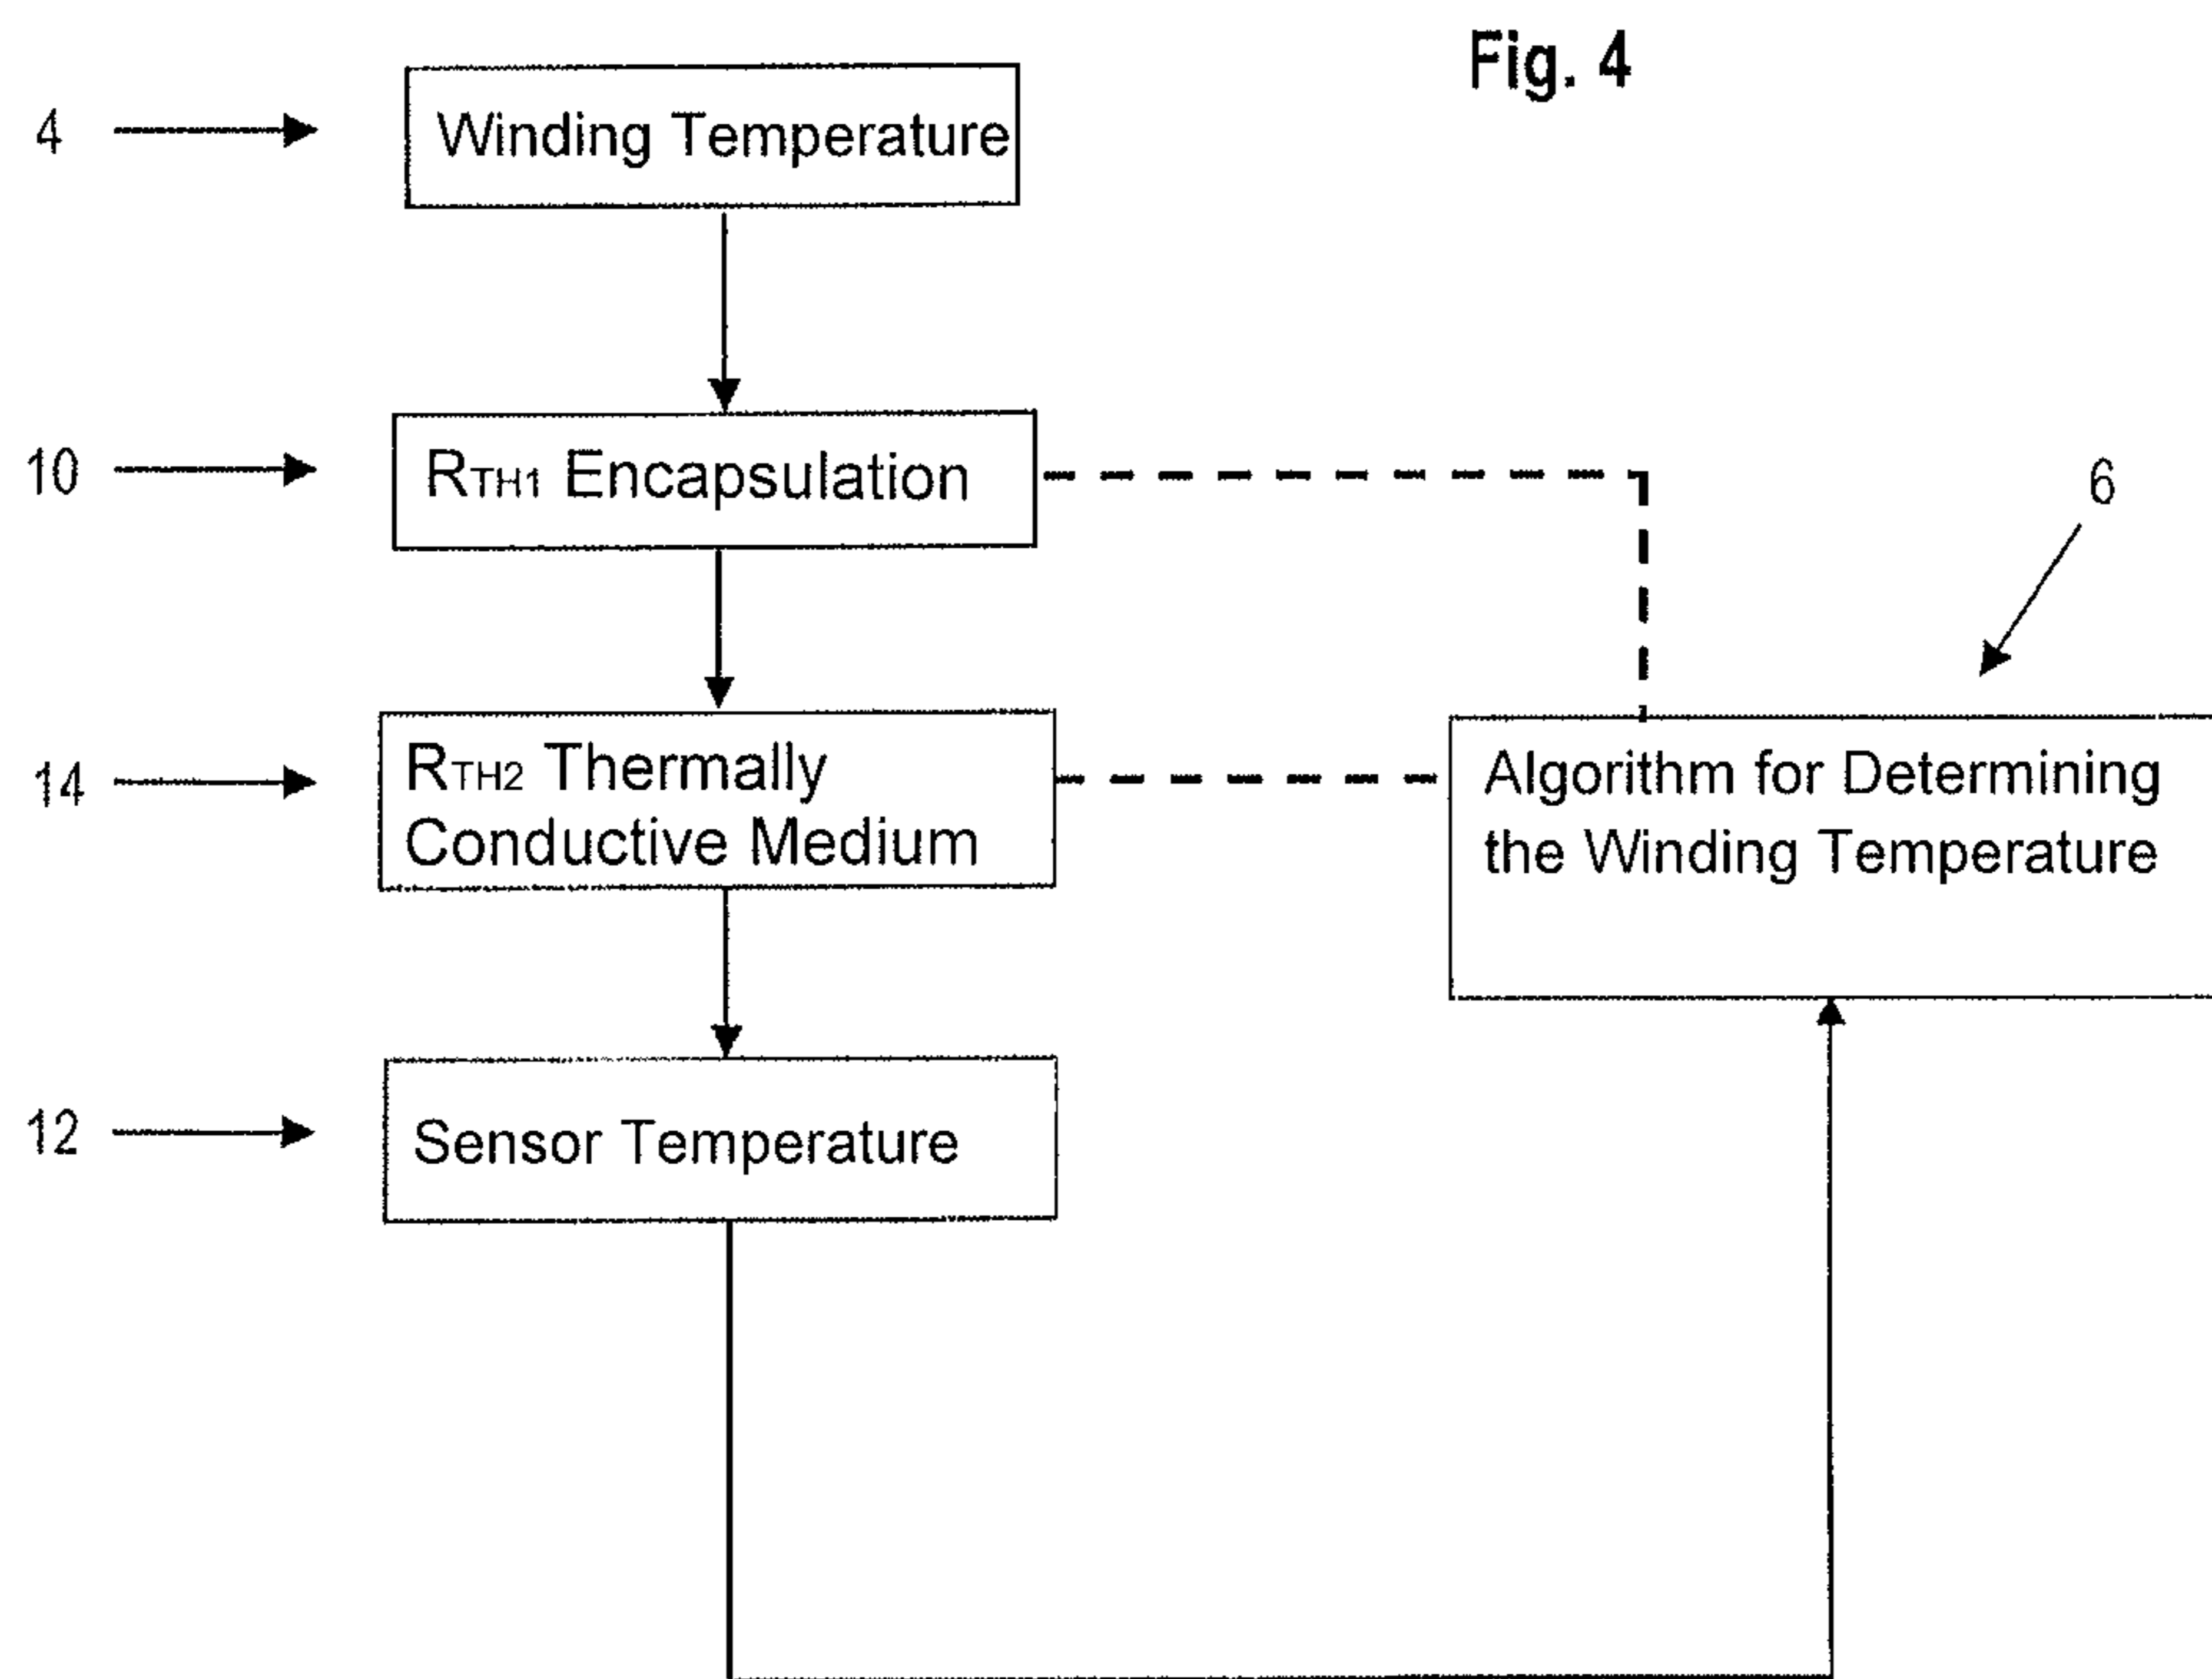 Fig. 4
4
Winding Temperature
10
RTH1 Encapsulation
6
14
RTH2 Thermally
Conductive Medium
Algorithm for Determining
the Winding Temperature
12
Sensor Temperature